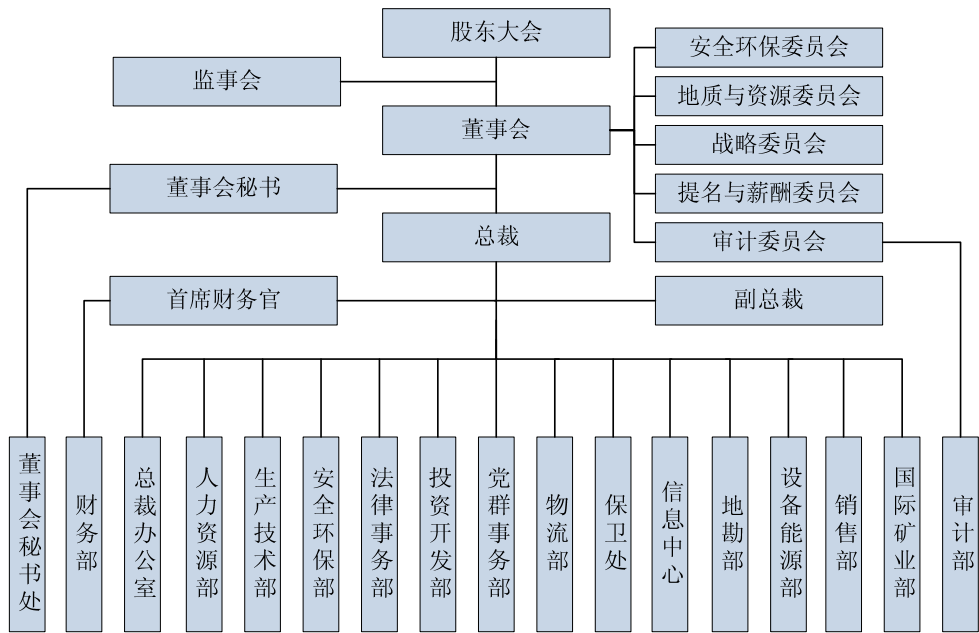 股东大会
安全环保委员会
监事会
地质与资源委员会
董事会
战略委员会
董事会秘书
提名与薪酬委员会
总裁
审计委员会
首席财务官
副总裁
董事会秘书处
财务部
总裁办公室
人力资源部
生产技术部
安全环保部
法律事务部
投资开发部
党群事务部
物流部
保卫处
信息中心
地勘部
设备能源部
销售部
国际矿业部
审计部